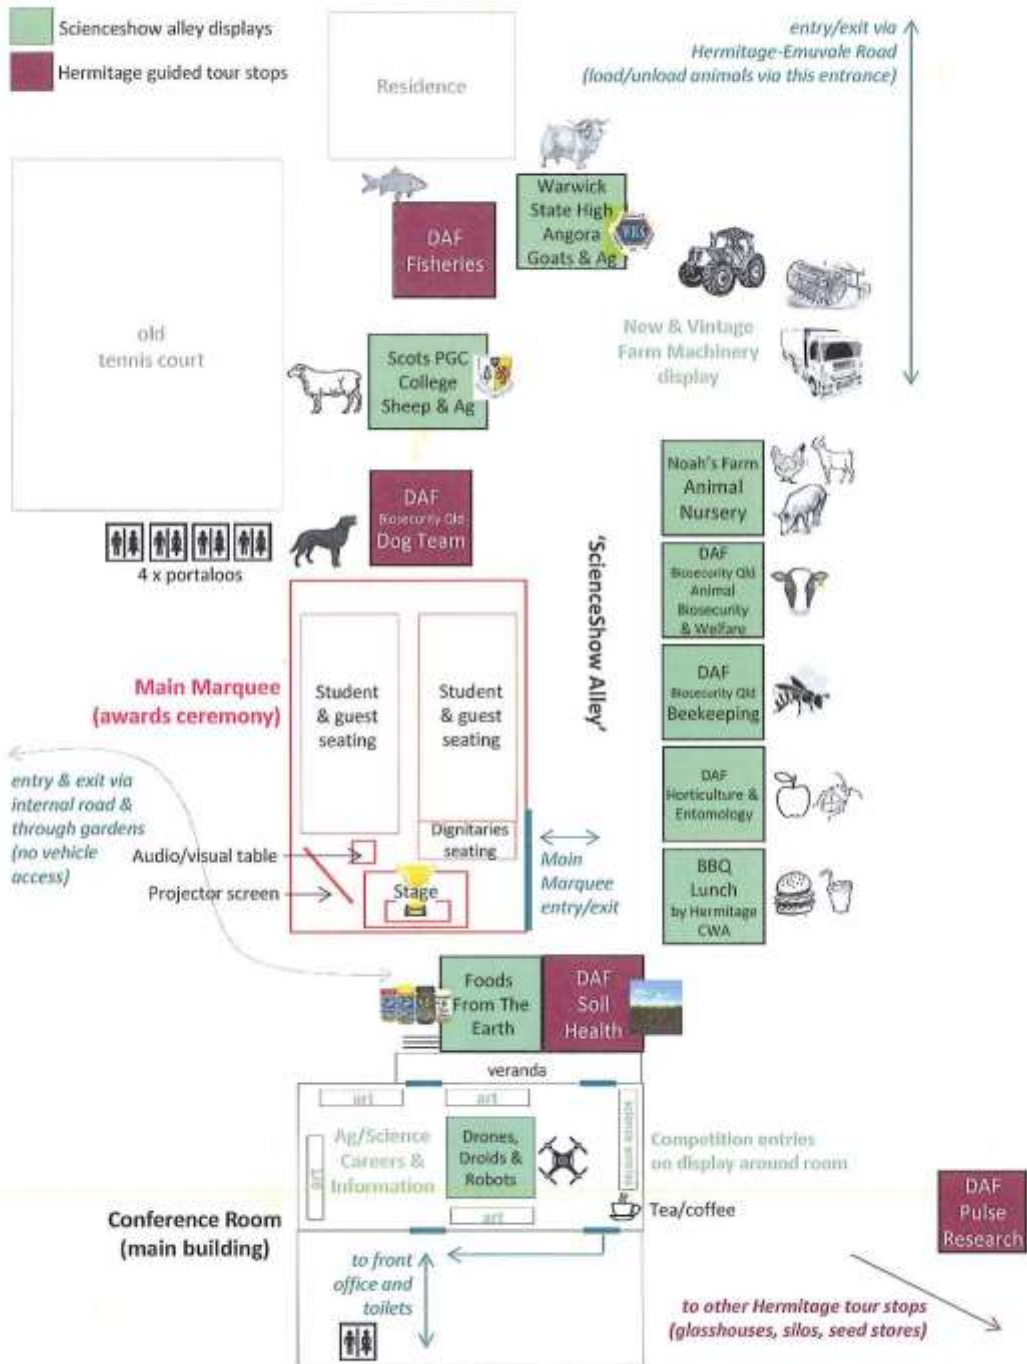 Scienceshow alley displays
Hermitage guided tour stops
entry/exit via
Hermitage-Emuvale Road
(load/unload animals via this entrance)
Residence
Warwick
State High
Angora
Goats & Ag
DAF
Fisheries
old
tennis court
New & Vintage
Farm Machinery
display
Scots PGC
College
Sheep & Ag
Noah's Farm
Animal
Nursery
DAF
Biosecurity Qld
Dog Team
4 x portaloos
'ScienceShow Alley'
DAF
Biosecurity Qld
Animal
Biosecurity
& Welfare
Main Marquee
(awards ceremony)
Student
& guest
seating
Student
& guest
seating
DAF
Biosecurity Qld
Beekeeping
entry & exit via
internal road &
through gardens
(no vehicle
access)
DAF
Horticulture &
Entomology
Dignitaries
seating
Audio/visual table
Projector screen
Stage
Main
Marquee
entry/exit
BBQ
Lunch
by Hermitage
CWA
Foods
From The
Earth
DAF
Soil
Health
veranda
art
art
Ag/Science
Careers &
Information
Drones,
Droids &
Robots
science entries
Competition entries
on display around room
art
art
Tea/coffee
Conference Room
(main building)
DAF
Pulse
Research
to front
office and
toilets
to other Hermitage tour stops
(glasshouses, silos, seed stores)